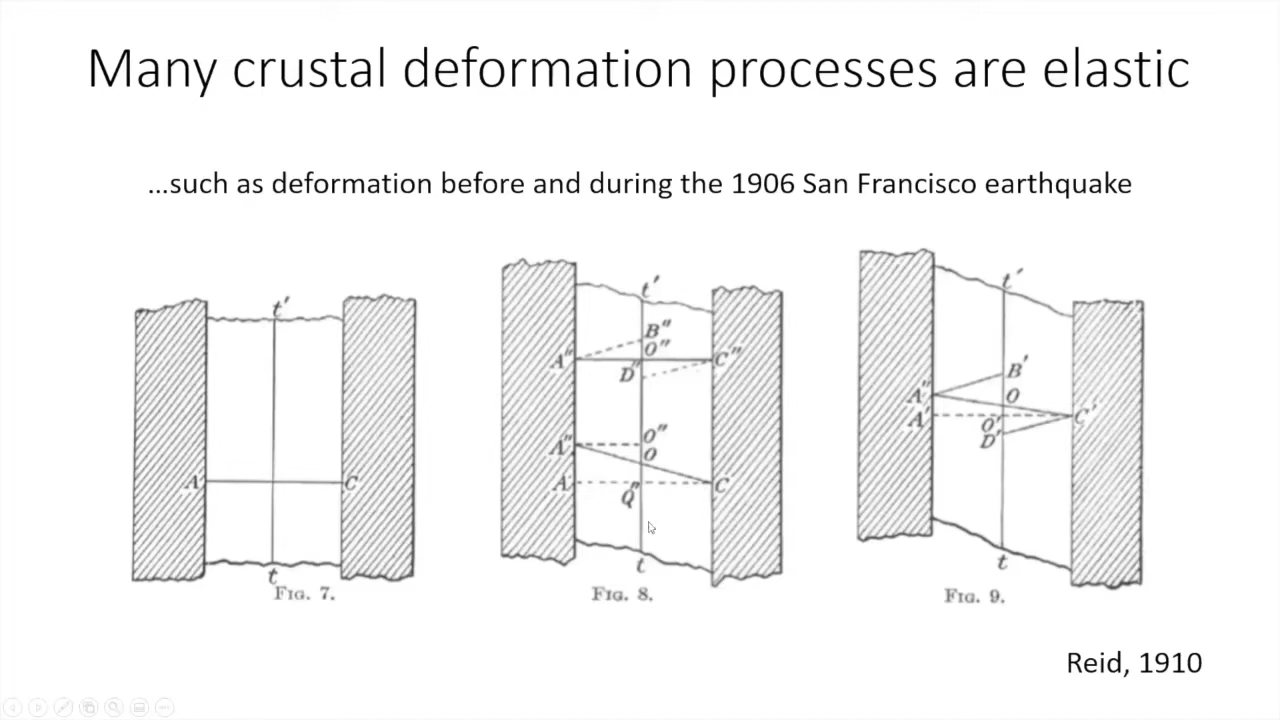 Many crustal deformation processes are elastic
...such as deformation before and during the 1906 San Francisco earthquake
t'
A C
t
FIG. 7.
t'
B"
A" O" C"
D"
O"
A" O
A Q" C
t
FIG. 8.
t'
B'
A" O
A' O' C'
D'
t
FIG. 9.
Reid, 1910